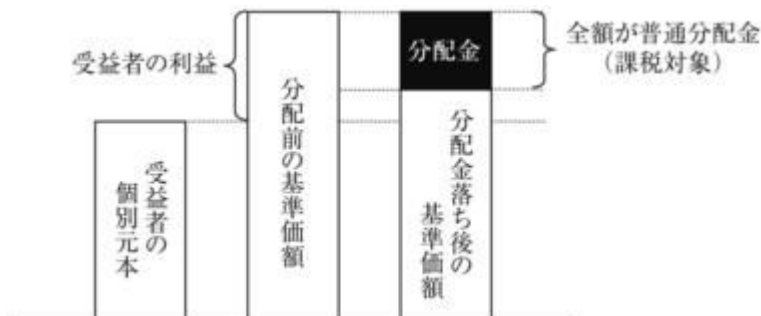 受益者の利益
受益者の
個別元本
分配前の基準価額
分配金
分配金落ち後の
基準価額
全額が普通分配金
（課税対象）